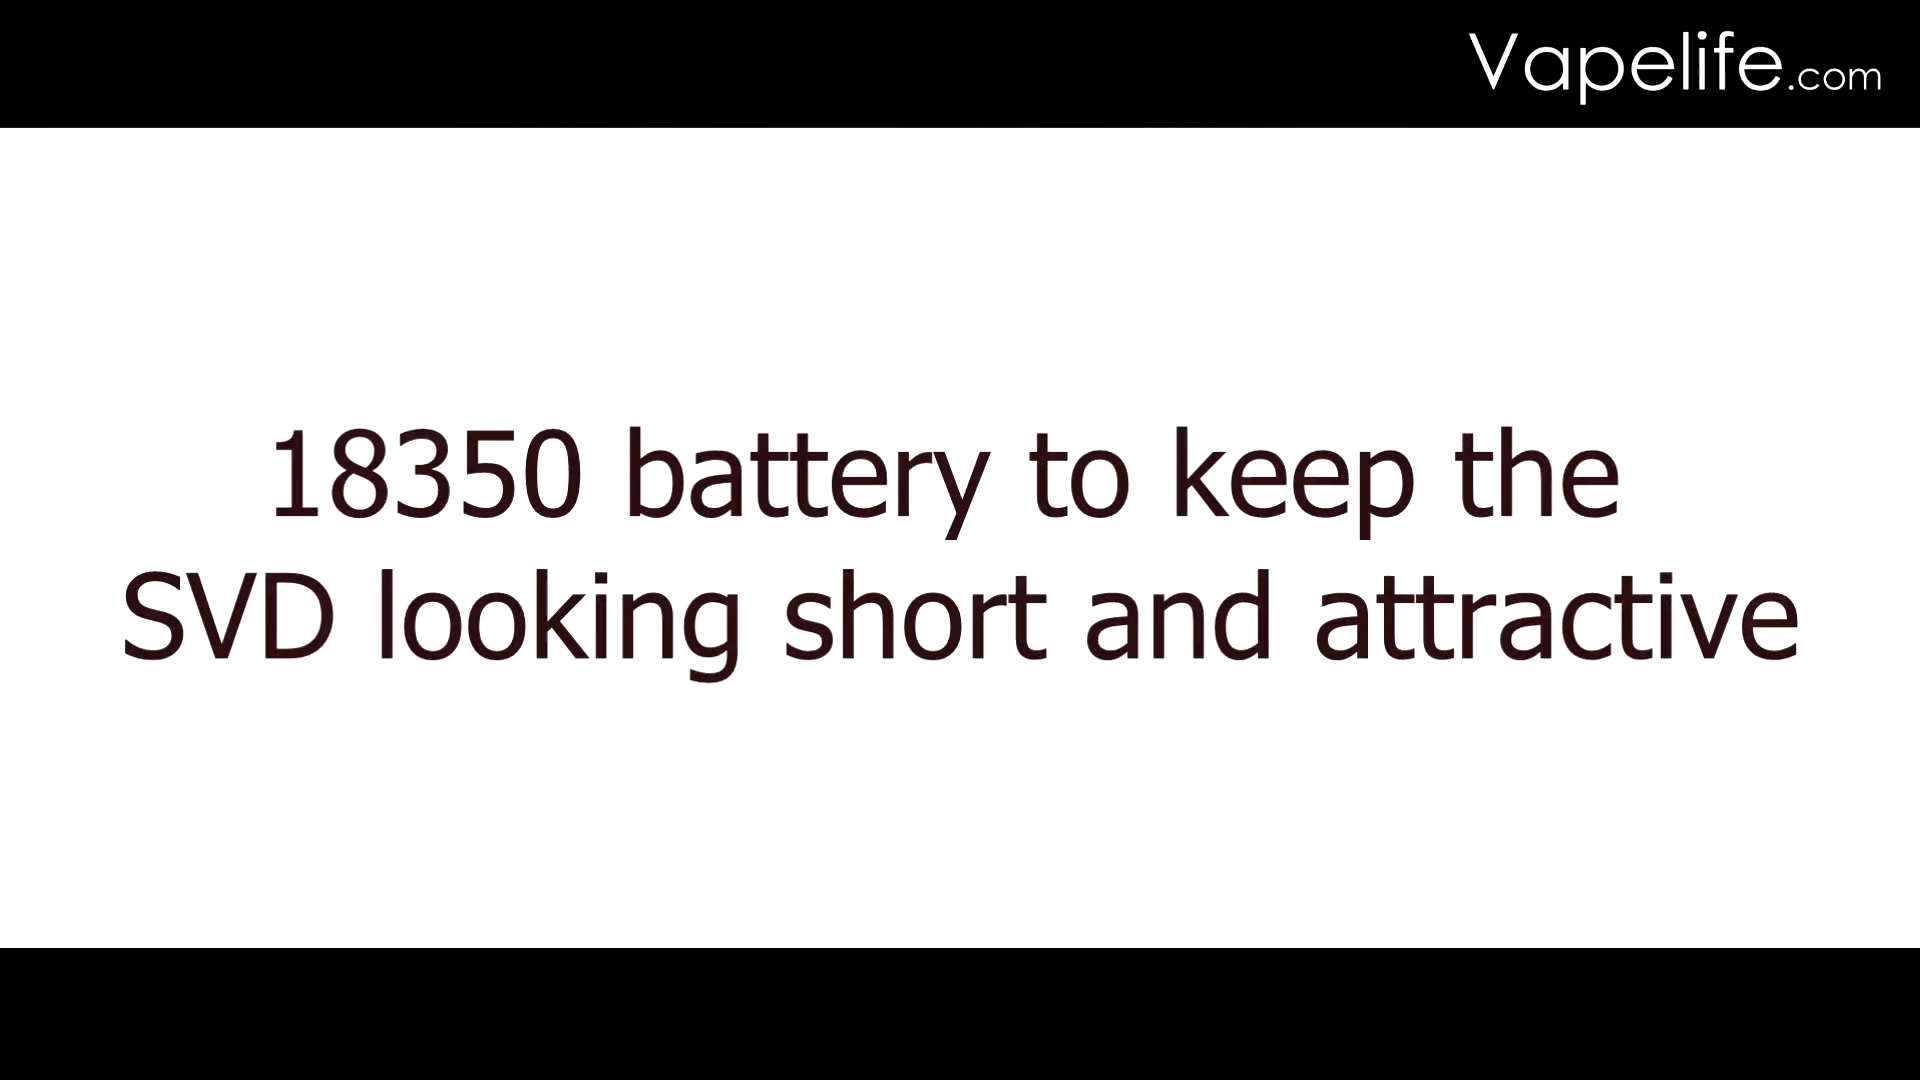 Vapelife.com
18350 battery to keep the
SVD looking short and attractive